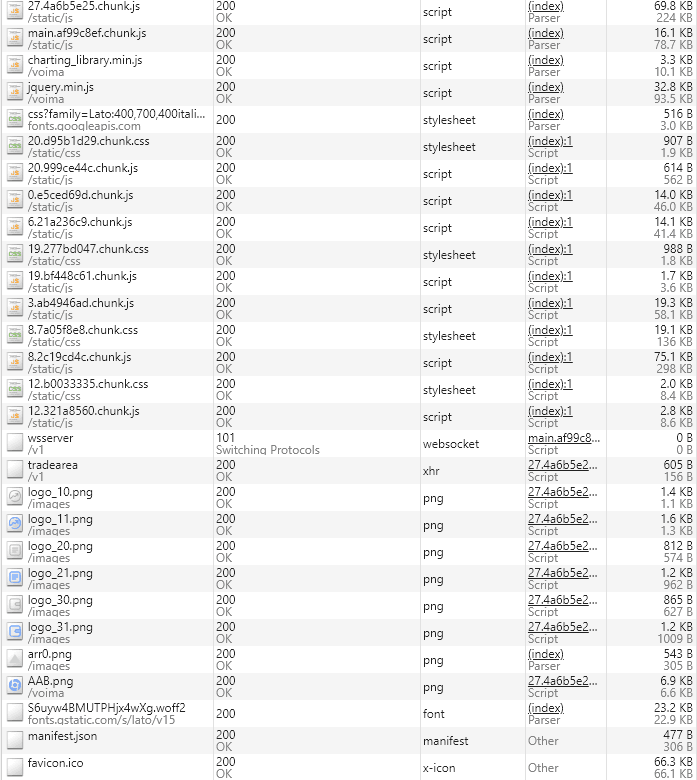 27.4a6b5e25.chunk.js 200 script (index) 69.8 KB
/static/js OK Parser 224 KB
main.af99c8ef.chunk.js 200 script (index) 16.1 KB
/static/js OK Parser 78.7 KB
charting_library.min.js 200 script (index) 3.3 KB
/voima OK Parser 10.1 KB
jquery.min.js 200 script (index) 32.8 KB
/voima OK Parser 93.5 KB
css?family=Lato:400,700,400itali... 200 stylesheet (index) 516 B
fonts.googleapis.com Parser 3.0 KB
20.d95b1d29.chunk.css 200 stylesheet (index):1 907 B
/static/css OK Script 1.9 KB
20.999ce44c.chunk.js 200 script (index):1 614 B
/static/js OK Script 562 B
0.e5ced69d.chunk.js 200 script (index):1 14.0 KB
/static/js OK Script 46.0 KB
6.21a236c9.chunk.js 200 script (index):1 14.1 KB
/static/js OK Script 41.4 KB
19.277bd047.chunk.css 200 stylesheet (index):1 988 B
/static/css OK Script 1.8 KB
19.bf448c61.chunk.js 200 script (index):1 1.7 KB
/static/js OK Script 3.6 KB
3.ab4946ad.chunk.js 200 script (index):1 19.3 KB
/static/js OK Script 58.1 KB
8.7a05f8e8.chunk.css 200 stylesheet (index):1 19.1 KB
/static/css OK Script 136 KB
8.2c19cd4c.chunk.js 200 script (index):1 75.1 KB
/static/js OK Script 298 KB
12.b0033335.chunk.css 200 stylesheet (index):1 2.0 KB
/static/css OK Script 8.4 KB
12.321a8560.chunk.js 200 script (index):1 2.8 KB
/static/js OK Script 8.6 KB
wsserver 101 websocket main.af99c8... 0 B
/v1 Switching Protocols Script 0 B
tradearea 200 xhr 27.4a6b5e2... 605 B
/v1 OK Script 156 B
logo_10.png 200 png 27.4a6b5e2... 1.4 KB
/images OK Script 1.1 KB
logo_11.png 200 png 27.4a6b5e2... 1.6 KB
/images OK Script 1.3 KB
logo_20.png 200 png 27.4a6b5e2... 812 B
/images OK Script 574 B
logo_21.png 200 png 27.4a6b5e2... 1.2 KB
/images OK Script 962 B
logo_30.png 200 png 27.4a6b5e2... 865 B
/images OK Script 627 B
logo_31.png 200 png 27.4a6b5e2... 1.2 KB
/images OK Script 1009 B
arr0.png 200 png (index) 543 B
/images OK Parser 305 B
AAB.png 200 png 27.4a6b5e2... 6.9 KB
/voima OK Script 6.6 KB
S6uyw4BMUTPHjx4wXg.woff2 200 font (index) 23.2 KB
fonts.gstatic.com/s/lato/v15 Parser 22.9 KB
manifest.json 200 manifest Other 477 B
OK 306 B
favicon.ico 200 x-icon Other 66.3 KB
OK 66.1 KB